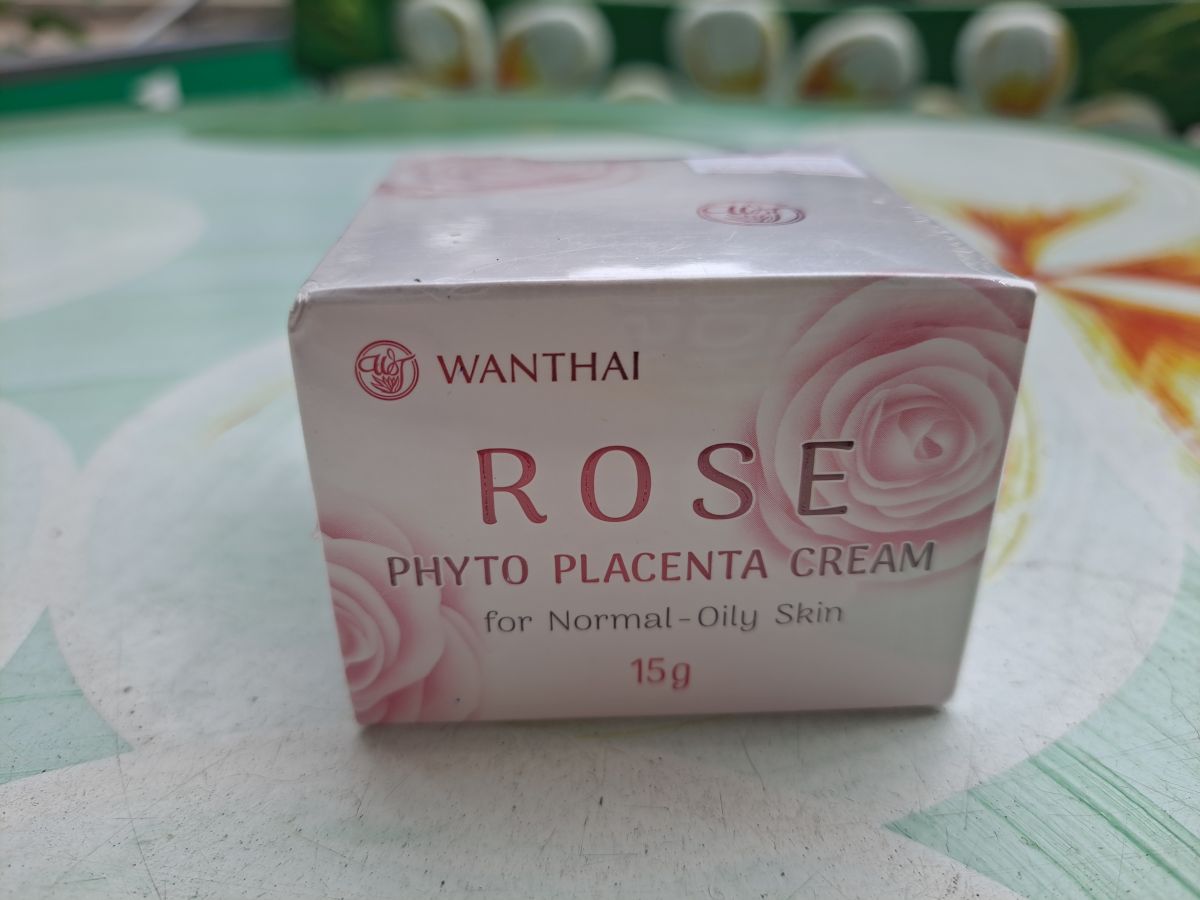 WANTHAI
ROSE
PHYTO PLACENTA CREAM
for Normal-Oily Skin
15g